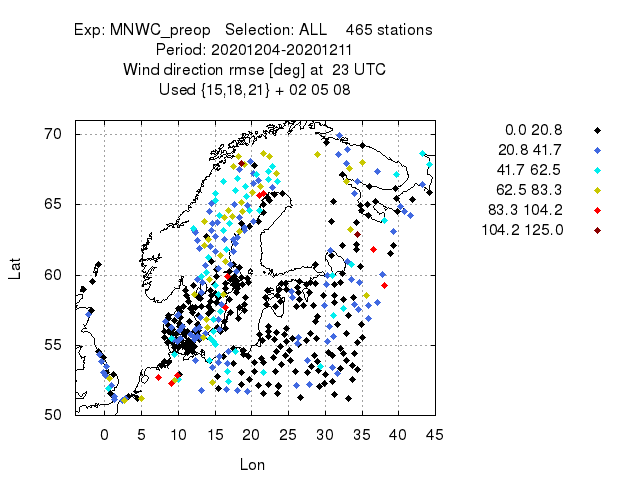 Exp: MNWC_preop Selection: ALL 465 stations
Period: 20201204-20201211
Wind direction rmse [deg] at 23 UTC
Used {15,18,21} + 02 05 08
0.0 20.8
20.8 41.7
41.7 62.5
62.5 83.3
83.3 104.2
104.2 125.0
70
65
60
55
50
Lat
0 5 10 15 20 25 30 35 40 45
Lon